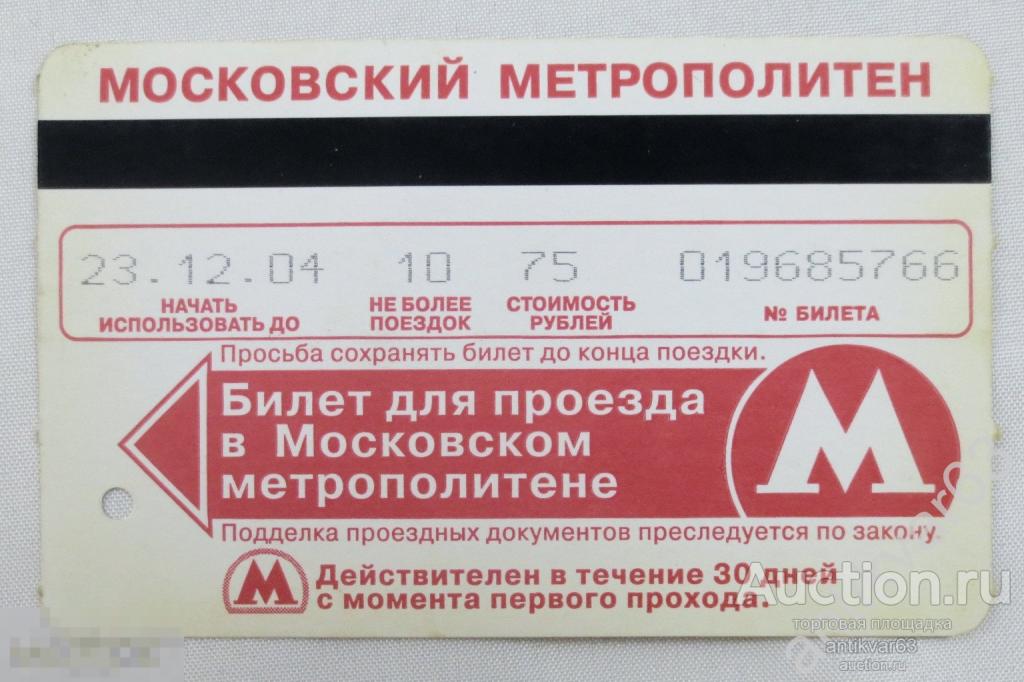 МОСКОВСКИЙ МЕТРОПОЛИТЕН
23.12.04 10 75 019685766
НАЧАТЬ ИСПОЛЬЗОВАТЬ ДО
НЕ БОЛЕЕ ПОЕЗДОК
СТОИМОСТЬ РУБЛЕЙ
№ БИЛЕТА
Просьба сохранять билет до конца поездки.
Билет для проезда
в Московском
метрополитене
М
Подделка проездных документов преследуется по закону.
М
Действителен в течение 30 дней
с момента первого прохода.
Auction.ru
торговая площадка
antikvar63
auction.ru